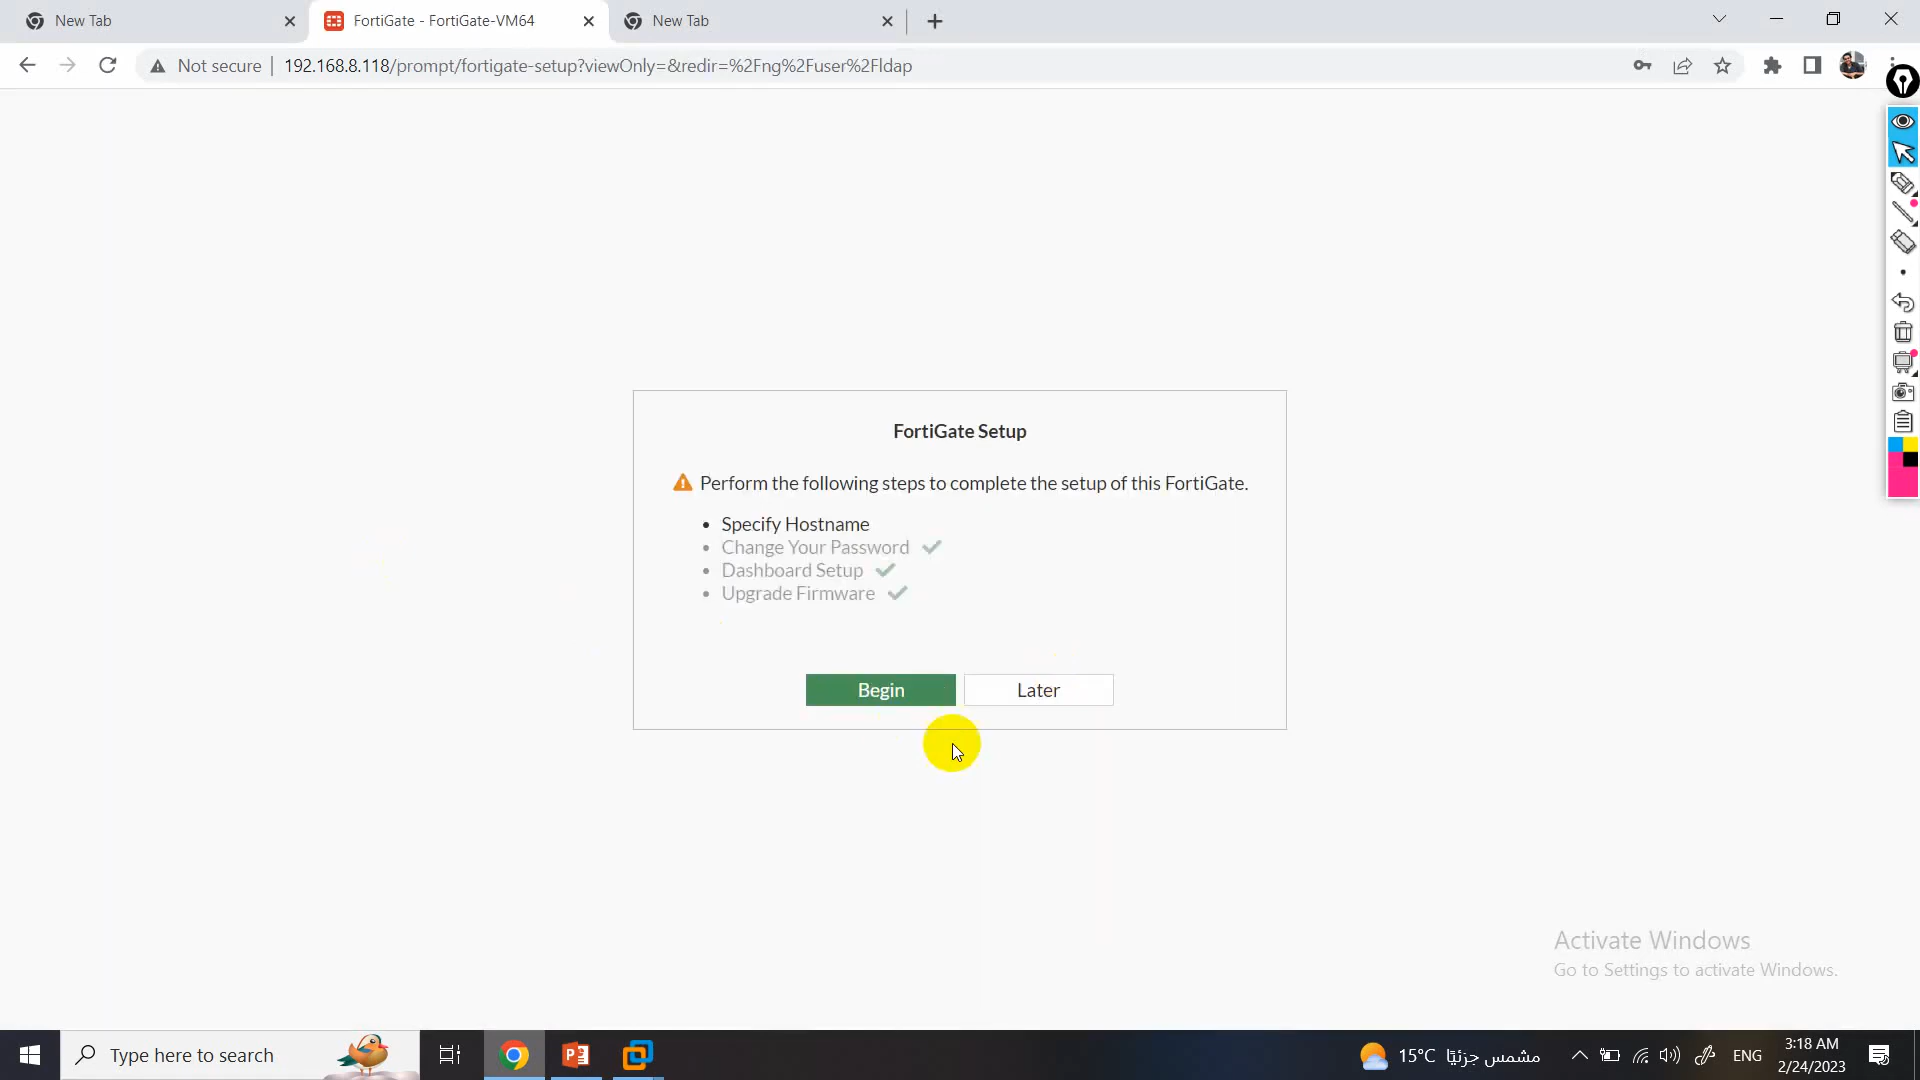 New Tab
FortiGate - FortiGate-VM64
New Tab
Not secure
192.168.8.118/prompt/fortigate-setup?viewOnly=&redir=%2Fng%2Fuser%2Fldap
FortiGate Setup
Perform the following steps to complete the setup of this FortiGate.
• Specify Hostname
• Change Your Password
• Dashboard Setup
• Upgrade Firmware
Begin
Later
Activate Windows
Go to Settings to activate Windows.
Type here to search
15°C مشمس جزئيًا
ENG
3:18 AM
2/24/2023